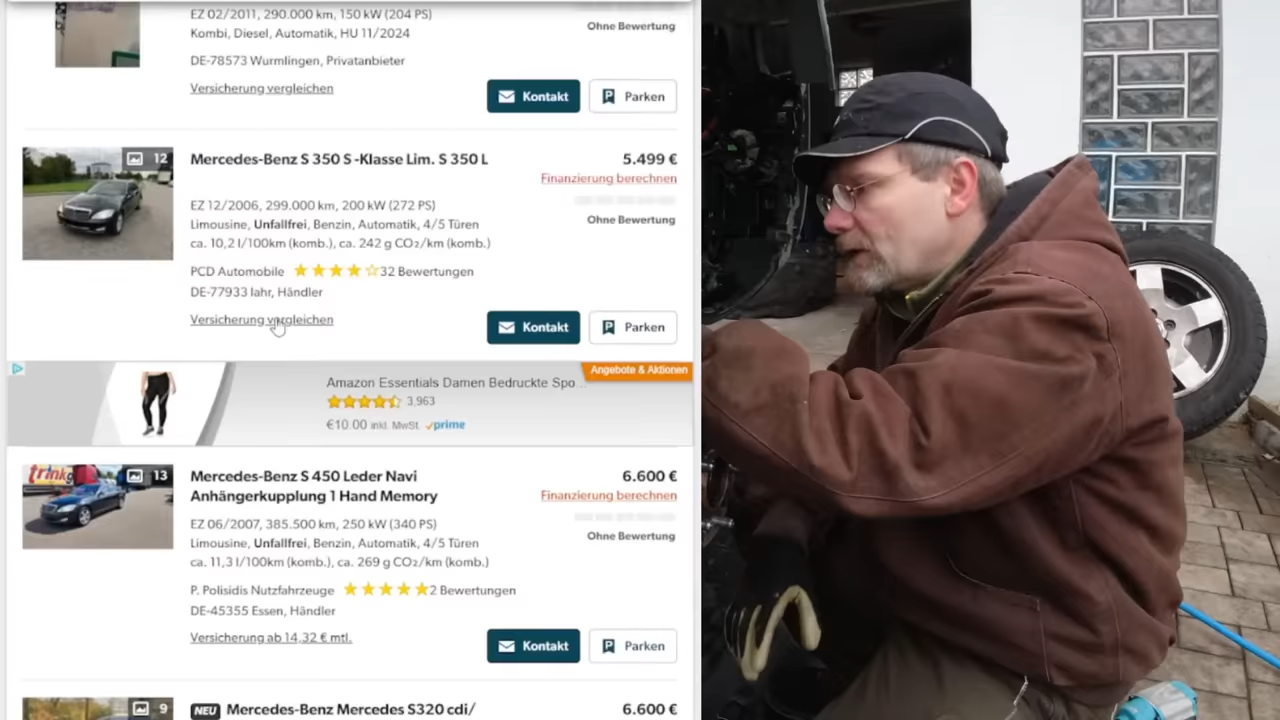 EZ 02/2011, 290.000 km, 150 kW (204 PS)
Ohne Bewertung
Kombi, Diesel, Automatik, HU 11/2024
DE-78573 Wurmlingen, Privatanbieter
Versicherung vergleichen
Kontakt
Parken
12
Mercedes-Benz S 350 S -Klasse Lim. S 350 L
5.499 €
Finanzierung berechnen
EZ 12/2006, 299.000 km, 200 kW (272 PS)
Ohne Bewertung
Limousine, Unfallfrei, Benzin, Automatik, 4/5 Türen
ca. 10,2 l/100km (komb.), ca. 242 g CO₂/km (komb.)
PCD Automobile ★★★★☆ 32 Bewertungen
DE-77933 lahr, Händler
Versicherung vergleichen
Kontakt
Parken
Angebote & Aktionen
Amazon Essentials Damen Bedruckte Spo...
3,963
€10.00 inkl. MwSt. prime
trink
13
Mercedes-Benz S 450 Leder Navi
Anhängerkupplung 1 Hand Memory
6.600 €
Finanzierung berechnen
EZ 06/2007, 385.500 km, 250 kW (340 PS)
Ohne Bewertung
Limousine, Unfallfrei, Benzin, Automatik, 4/5 Türen
ca. 11,3 l/100km (komb.), ca. 269 g CO₂/km (komb.)
P. Polisidis Nutzfahrzeuge ★★★★★ 2 Bewertungen
DE-45355 Essen, Händler
Versicherung ab 14,32 € mtl.
Kontakt
Parken
9
NEU Mercedes-Benz Mercedes S320 cdi/
6.600 €